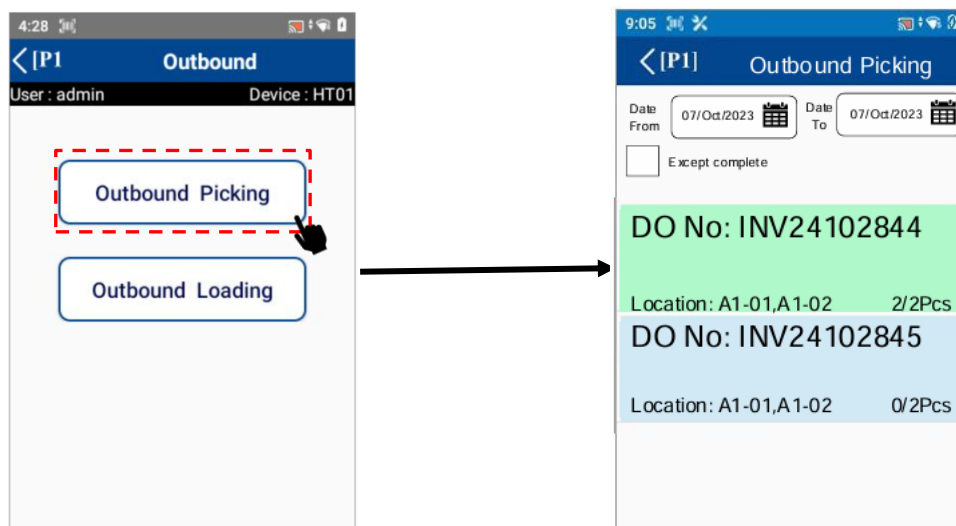 4:28
[P1 Outbound
User : admin Device : HT01
Outbound Picking
Outbound Loading
9:05
[P1] Outbound Picking
Date From 07/Oct/2023 Date To 07/Oct/2023
Except complete
DO No: INV24102844
Location: A1-01,A1-02 2/2Pcs
DO No: INV24102845
Location: A1-01,A1-02 0/2Pcs